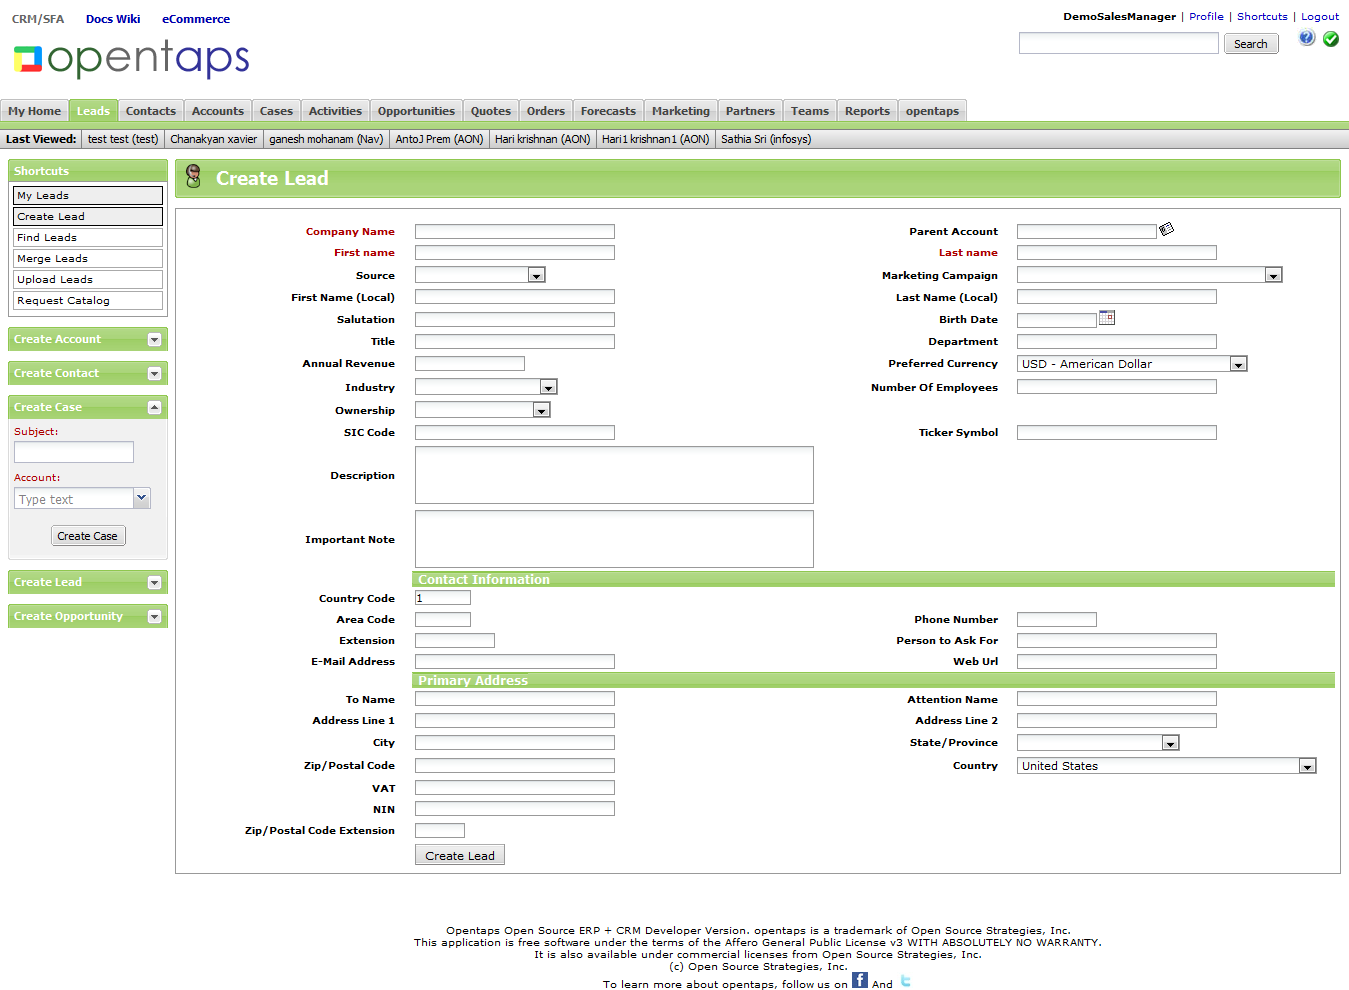 CRM/SFA Docs Wiki eCommerce
DemoSalesManager | Profile | Shortcuts | Logout
opentaps
Search
My Home Leads Contacts Accounts Cases Activities Opportunities Quotes Orders Forecasts Marketing Partners Teams Reports opentaps
Last Viewed: test test (test) Chanakyan xavier ganesh mohanam (Nav) AntoJ Prem (AON) Hari krishnan (AON) Hari1 krishnan1 (AON) Sathia Sri (infosys)
Shortcuts
My Leads
Create Lead
Find Leads
Merge Leads
Upload Leads
Request Catalog
Create Account
Create Contact
Create Case
Subject:
Account:
Type text
Create Case
Create Lead
Create Opportunity
Create Lead
Company Name Parent Account
First name Last name
Source Marketing Campaign
First Name (Local) Last Name (Local)
Salutation Birth Date
Title Department
Annual Revenue Preferred Currency USD - American Dollar
Industry Number Of Employees
Ownership
SIC Code Ticker Symbol
Description
Important Note
Contact Information
Country Code 1
Area Code Phone Number
Extension Person to Ask For
E-Mail Address Web Url
Primary Address
To Name Attention Name
Address Line 1 Address Line 2
City State/Province
Zip/Postal Code Country United States
VAT
NIN
Zip/Postal Code Extension
Create Lead
Opentaps Open Source ERP + CRM Developer Version. opentaps is a trademark of Open Source Strategies, Inc.
This application is free software under the terms of the Affero General Public License v3 WITH ABSOLUTELY NO WARRANTY.
It is also available under commercial licenses from Open Source Strategies, Inc.
(c) Open Source Strategies, Inc.
To learn more about opentaps, follow us on f And t